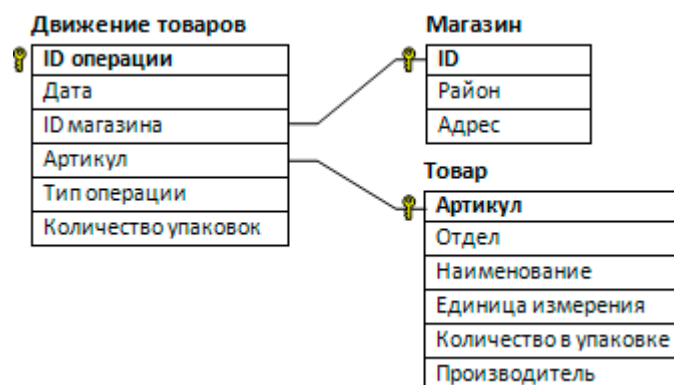 Движение товаров
ID операции
Дата
ID магазина
Артикул
Тип операции
Количество упаковок
Магазин
ID
Район
Адрес
Товар
Артикул
Отдел
Наименование
Единица измерения
Количество в упаковке
Производитель